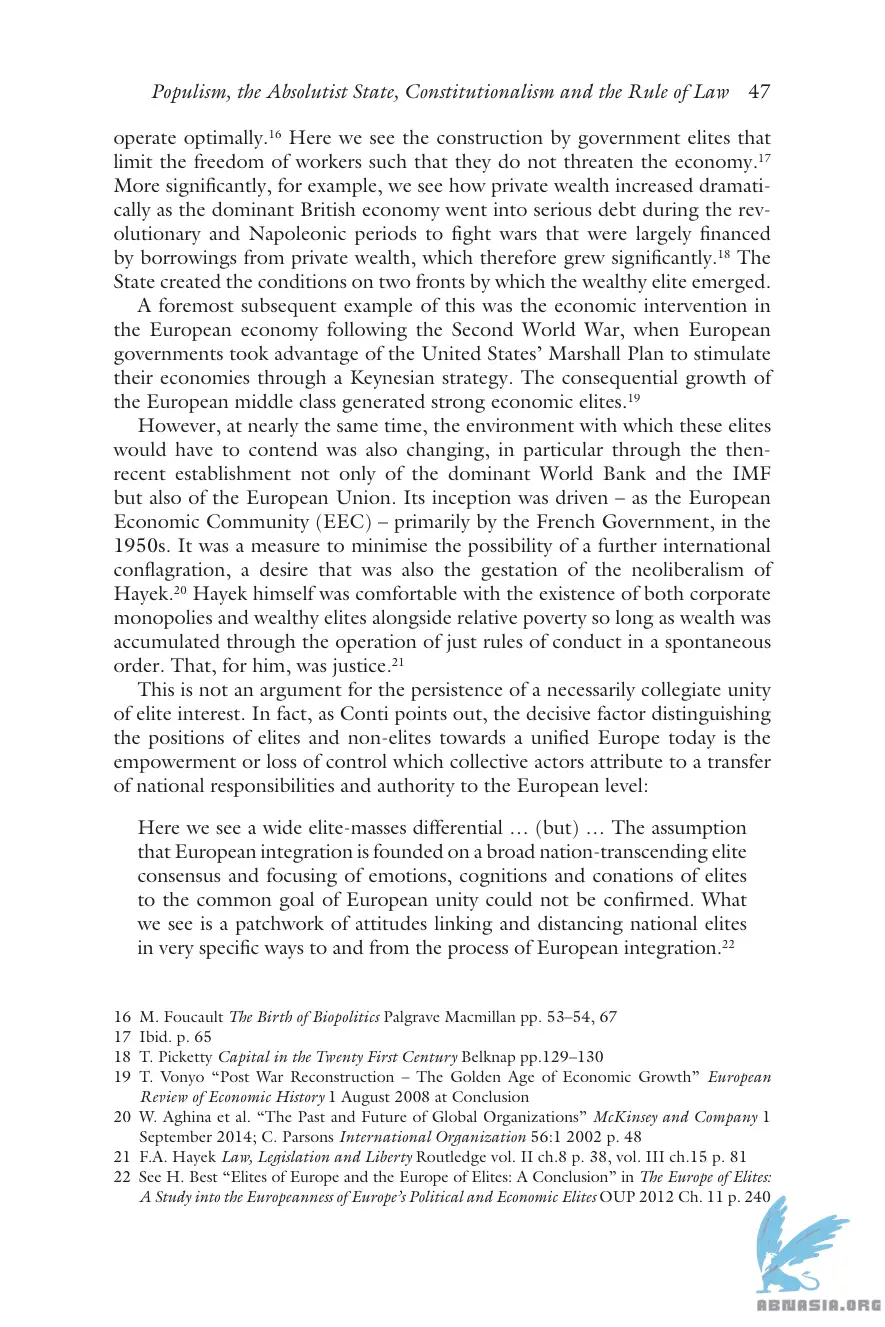 Populism, the Absolutist State, Constitutionalism and the Rule of Law 47
operate optimally.¹⁶ Here we see the construction by government elites that
limit the freedom of workers such that they do not threaten the economy.¹⁷
More significantly, for example, we see how private wealth increased dramati-
cally as the dominant British economy went into serious debt during the rev-
olutionary and Napoleonic periods to fight wars that were largely financed
by borrowings from private wealth, which therefore grew significantly.¹⁸ The
State created the conditions on two fronts by which the wealthy elite emerged.
A foremost subsequent example of this was the economic intervention in
the European economy following the Second World War, when European
governments took advantage of the United States’ Marshall Plan to stimulate
their economies through a Keynesian strategy. The consequential growth of
the European middle class generated strong economic elites.¹⁹
However, at nearly the same time, the environment with which these elites
would have to contend was also changing, in particular through the then-
recent establishment not only of the dominant World Bank and the IMF
but also of the European Union. Its inception was driven – as the European
Economic Community (EEC) – primarily by the French Government, in the
1950s. It was a measure to minimise the possibility of a further international
conflagration, a desire that was also the gestation of the neoliberalism of
Hayek.²⁰ Hayek himself was comfortable with the existence of both corporate
monopolies and wealthy elites alongside relative poverty so long as wealth was
accumulated through the operation of just rules of conduct in a spontaneous
order. That, for him, was justice.²¹
This is not an argument for the persistence of a necessarily collegiate unity
of elite interest. In fact, as Conti points out, the decisive factor distinguishing
the positions of elites and non-elites towards a unified Europe today is the
empowerment or loss of control which collective actors attribute to a transfer
of national responsibilities and authority to the European level:
Here we see a wide elite-masses differential … (but) … The assumption
that European integration is founded on a broad nation-transcending elite
consensus and focusing of emotions, cognitions and conations of elites
to the common goal of European unity could not be confirmed. What
we see is a patchwork of attitudes linking and distancing national elites
in very specific ways to and from the process of European integration.²²
16 M. Foucault The Birth of Biopolitics Palgrave Macmillan pp. 53–54, 67
17 Ibid. p. 65
18 T. Picketty Capital in the Twenty First Century Belknap pp.129–130
19 T. Vonyo “Post War Reconstruction – The Golden Age of Economic Growth” European
Review of Economic History 1 August 2008 at Conclusion
20 W. Aghina et al. “The Past and Future of Global Organizations” McKinsey and Company 1
September 2014; C. Parsons International Organization 56:1 2002 p. 48
21 F.A. Hayek Law, Legislation and Liberty Routledge vol. II ch.8 p. 38, vol. III ch.15 p. 81
22 See H. Best “Elites of Europe and the Europe of Elites: A Conclusion” in The Europe of Elites:
A Study into the Europeanness of Europe’s Political and Economic Elites OUP 2012 Ch. 11 p. 240
ABNASIA.ORG